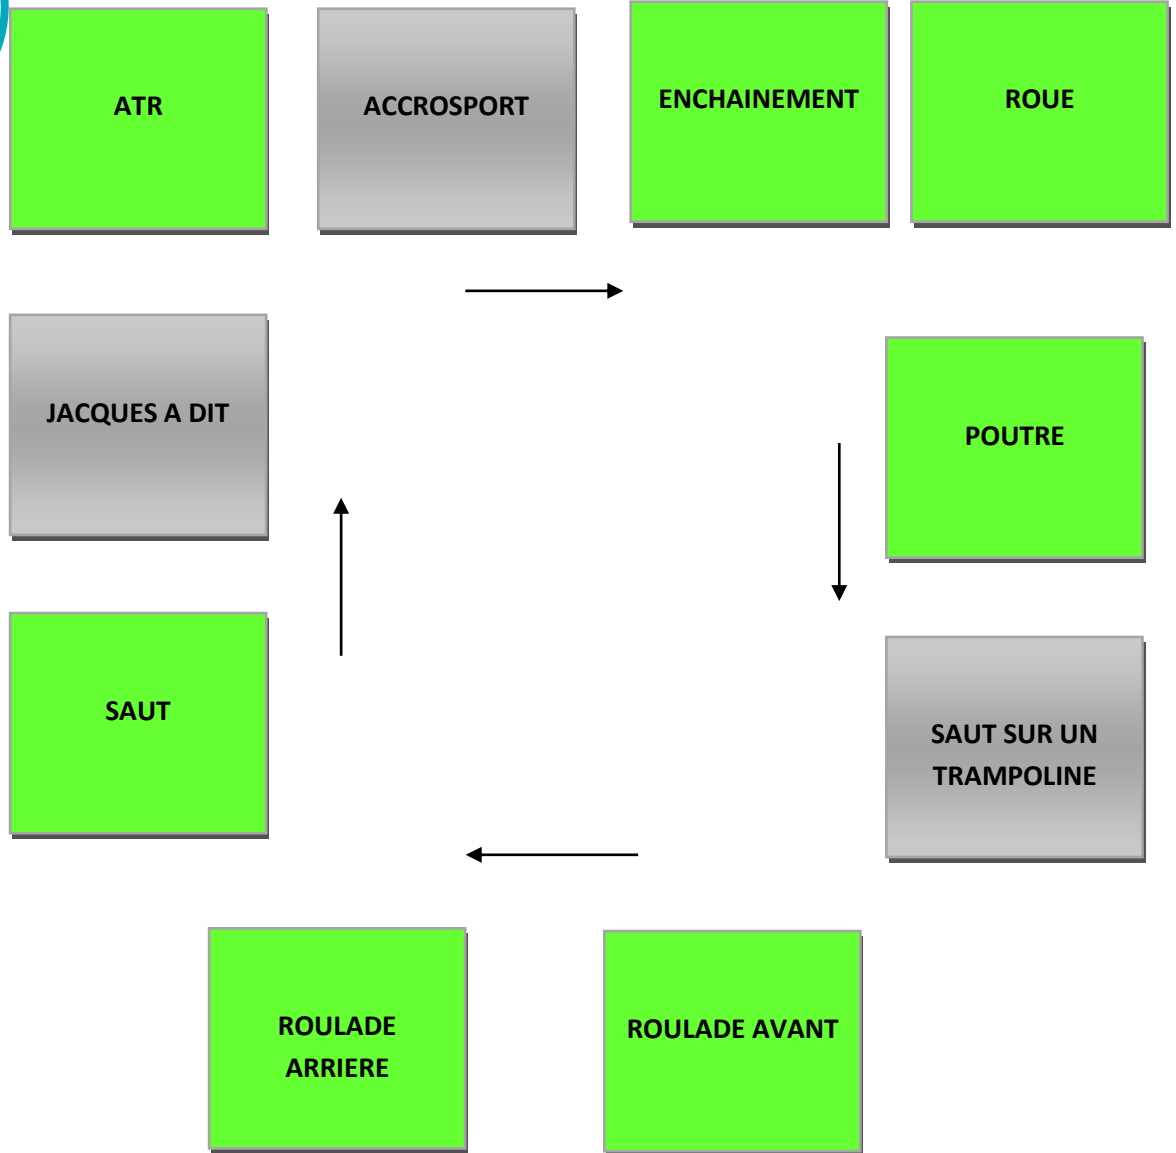 ATR
ACCROSPORT
ENCHAINEMENT
ROUE
JACQUES A DIT
POUTRE
SAUT
SAUT SUR UN
TRAMPOLINE
ROULADE
ARRIERE
ROULADE AVANT